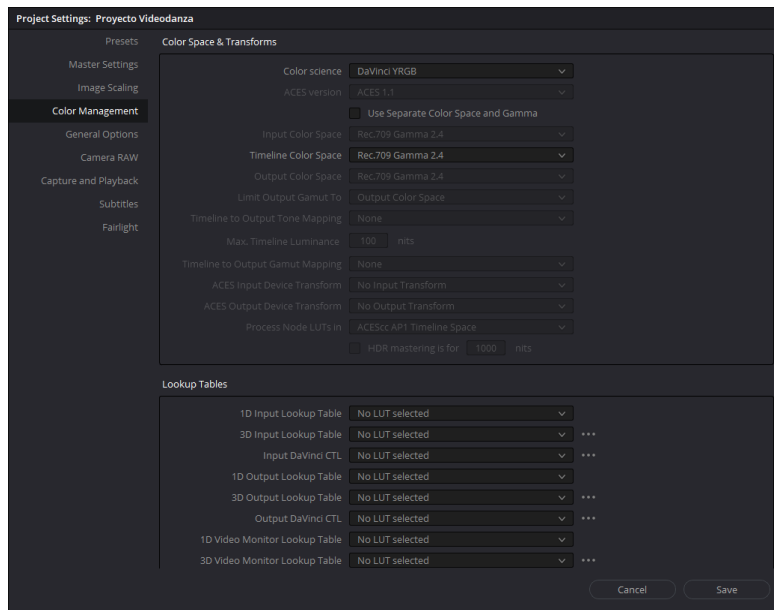 Project Settings: Proyecto Videodanza
Presets
Master Settings
Image Scaling
Color Management
General Options
Camera RAW
Capture and Playback
Subtitles
Fairlight
Color Space & Transforms
Color science DaVinci YRGB
ACES version ACES 1.1
Use Separate Color Space and Gamma
Input Color Space Rec.709 Gamma 2.4
Timeline Color Space Rec.709 Gamma 2.4
Output Color Space Rec.709 Gamma 2.4
Limit Output Gamut To Output Color Space
Timeline to Output Tone Mapping None
Max. Timeline Luminance 100 nits
Timeline to Output Gamut Mapping None
ACES Input Device Transform No Input Transform
ACES Output Device Transform No Output Transform
Process Node LUTs in ACEScc AP1 Timeline Space
HDR mastering is for 1000 nits
Lookup Tables
1D Input Lookup Table No LUT selected
3D Input Lookup Table No LUT selected
Input DaVinci CTL No LUT selected
1D Output Lookup Table No LUT selected
3D Output Lookup Table No LUT selected
Output DaVinci CTL No LUT selected
1D Video Monitor Lookup Table No LUT selected
3D Video Monitor Lookup Table No LUT selected
Cancel Save